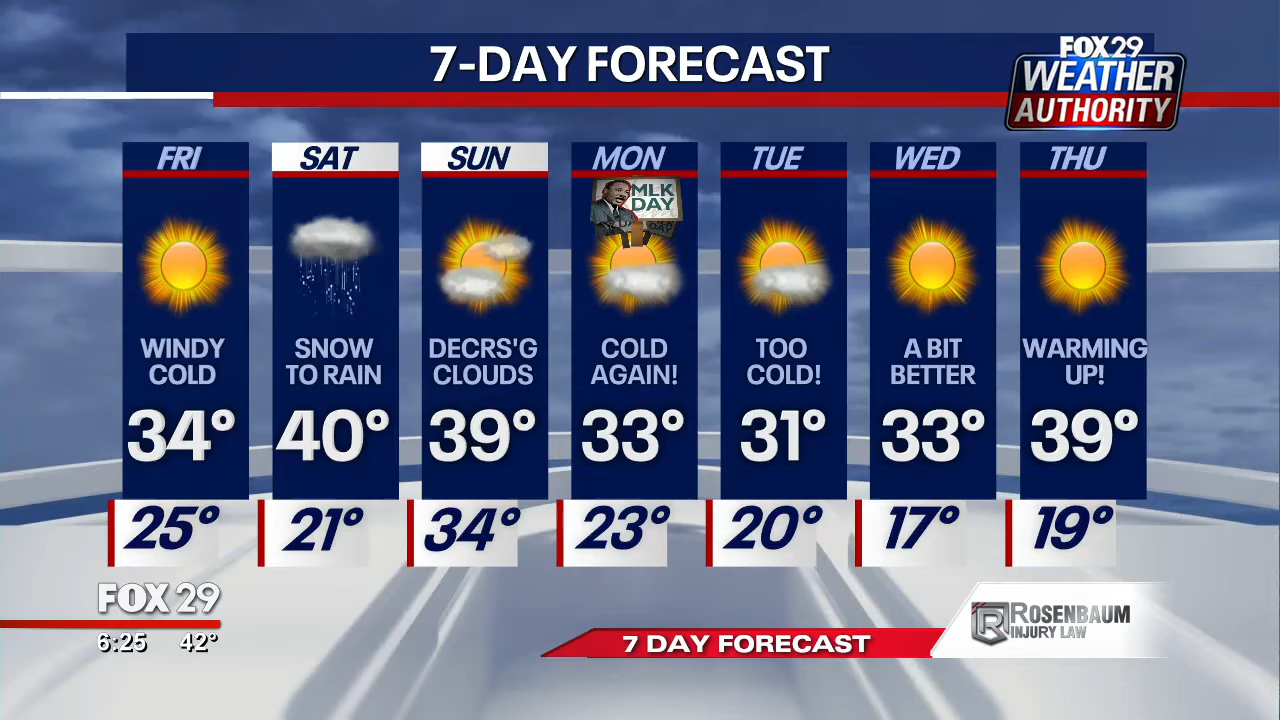 7-DAY FORECAST
FOX 29
WEATHER
AUTHORITY
FRI
WINDY
COLD
34°
25°
SAT
SNOW
TO RAIN
40°
21°
SUN
DECRS'G
CLOUDS
39°
34°
MON
MLK
DAY
COLD
AGAIN!
33°
23°
TUE
TOO
COLD!
31°
20°
WED
A BIT
BETTER
33°
17°
THU
WARMING
UP!
39°
19°
FOX 29
6:25 42°
7 DAY FORECAST
R ROSENBAUM
INJURY LAW